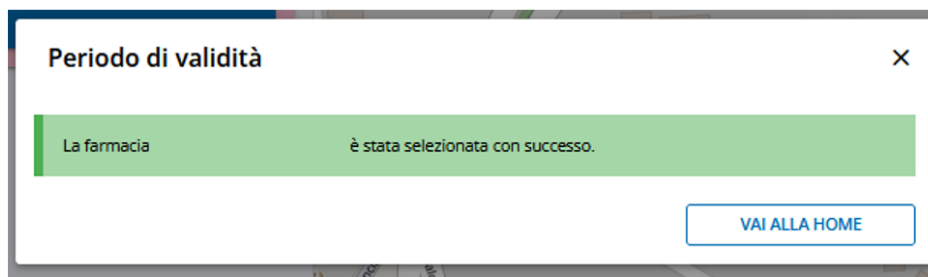 Periodo di validità
La farmacia è stata selezionata con successo.
VAI ALLA HOME